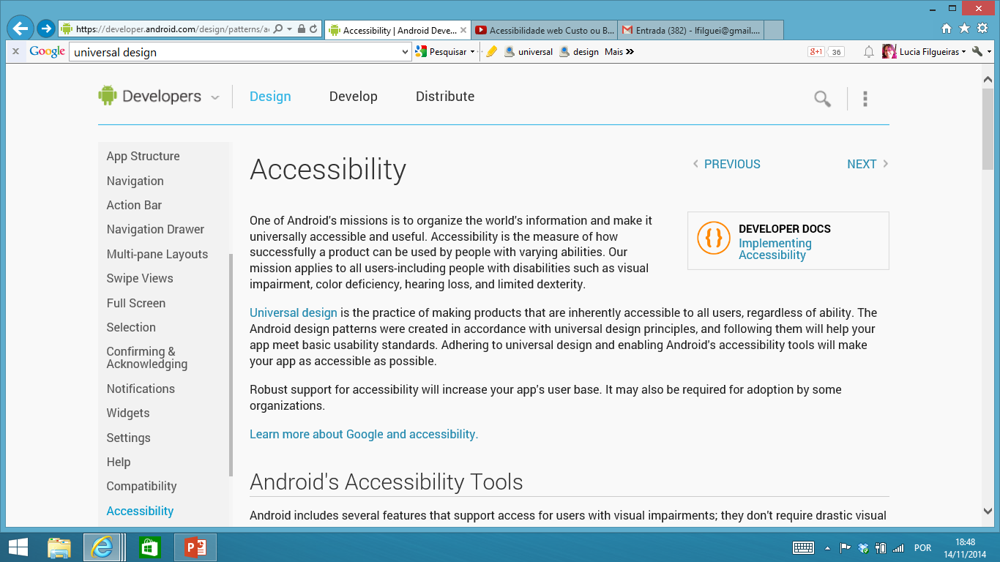 https://developer.android.com/design/patterns/a
Accessibility | Android Deve...
Acessibilidade web Custo ou B...
Entrada (382) - lfilguei@gmail....
x Google universal design Pesquisar universal design Mais g+1 36 Lucia Filgueiras
Developers Design Develop Distribute
App Structure
Navigation
Action Bar
Navigation Drawer
Multi-pane Layouts
Swipe Views
Full Screen
Selection
Confirming &
Acknowledging
Notifications
Widgets
Settings
Help
Compatibility
Accessibility
Accessibility
PREVIOUS NEXT
One of Android's missions is to organize the world's information and make it
universally accessible and useful. Accessibility is the measure of how
successfully a product can be used by people with varying abilities. Our
mission applies to all users-including people with disabilities such as visual
impairment, color deficiency, hearing loss, and limited dexterity.
DEVELOPER DOCS
Implementing
Accessibility
Universal design is the practice of making products that are inherently accessible to all users, regardless of ability. The
Android design patterns were created in accordance with universal design principles, and following them will help your
app meet basic usability standards. Adhering to universal design and enabling Android's accessibility tools will make
your app as accessible as possible.
Robust support for accessibility will increase your app's user base. It may also be required for adoption by some
organizations.
Learn more about Google and accessibility.
Android's Accessibility Tools
Android includes several features that support access for users with visual impairments; they don't require drastic visual
POR
18:48
14/11/2014